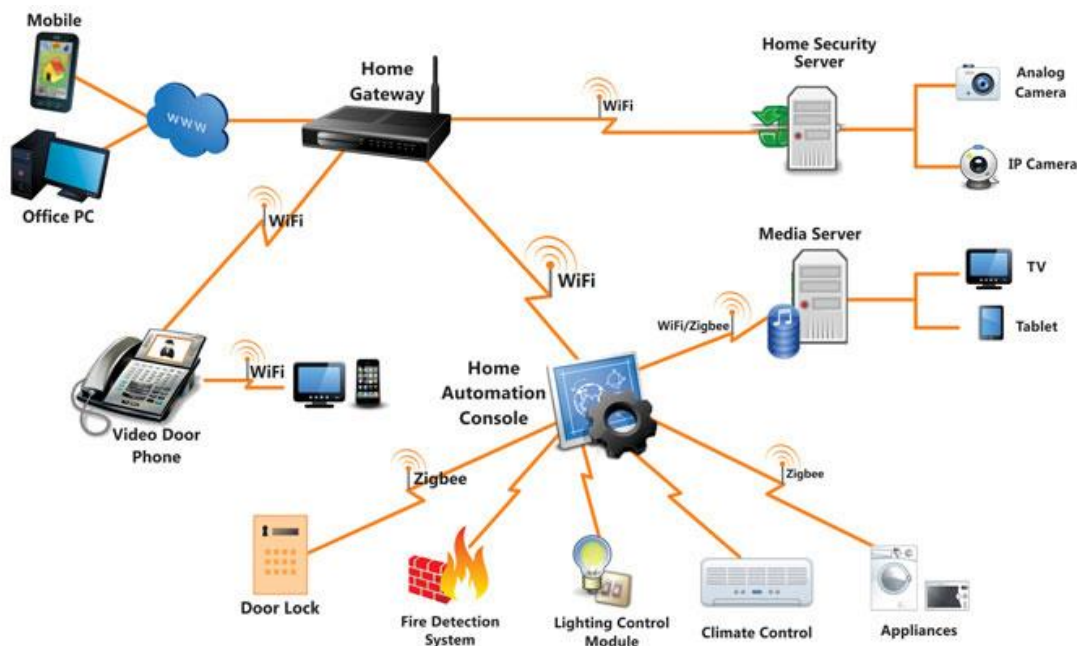 Mobile
Home
Gateway
Home Security
Server
Analog
Camera
WiFi
www
IP Camera
Office PC
WiFi
Media Server
TV
WiFi
WiFi/Zigbee
Tablet
Home
Automation
Console
WiFi
Video Door
Phone
Zigbee
Zigbee
Door Lock
Fire Detection
System
Lighting Control
Module
Climate Control
Appliances